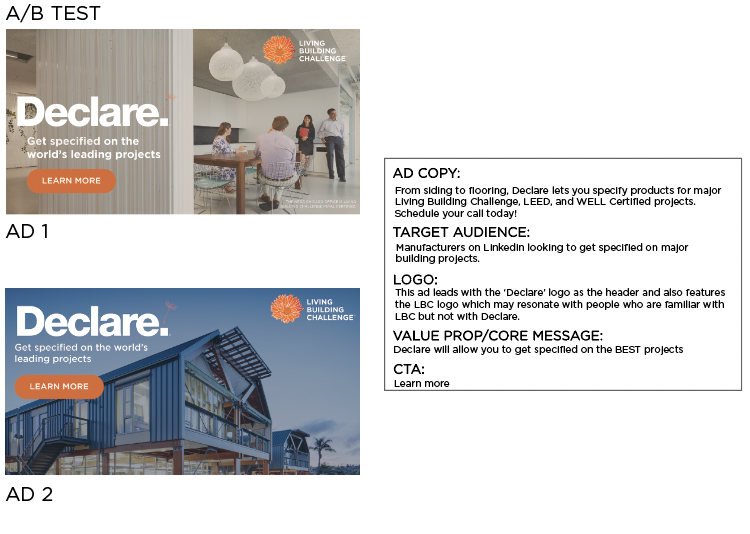 A/B TEST
LIVING
BUILDING
CHALLENGE
Declare.
Get specified on the
world's leading projects
LEARN MORE
AD 1
LIVING
BUILDING
CHALLENGE
Declare.
Get specified on the world's
leading projects
LEARN MORE
AD 2
AD COPY:
From siding to flooring, Declare lets you specify products for major
Living Building Challenge, LEED, and WELL Certified projects.
Schedule your call today!
TARGET AUDIENCE:
Manufacturers on LinkedIn looking to get specified on major
building projects.
LOGO:
This ad leads with the 'Declare' logo as the header and also features
the LBC logo which may resonate with people who are familiar with
LBC but not with Declare.
VALUE PROP/CORE MESSAGE:
Declare will allow you to get specified on the BEST projects
CTA:
Learn more